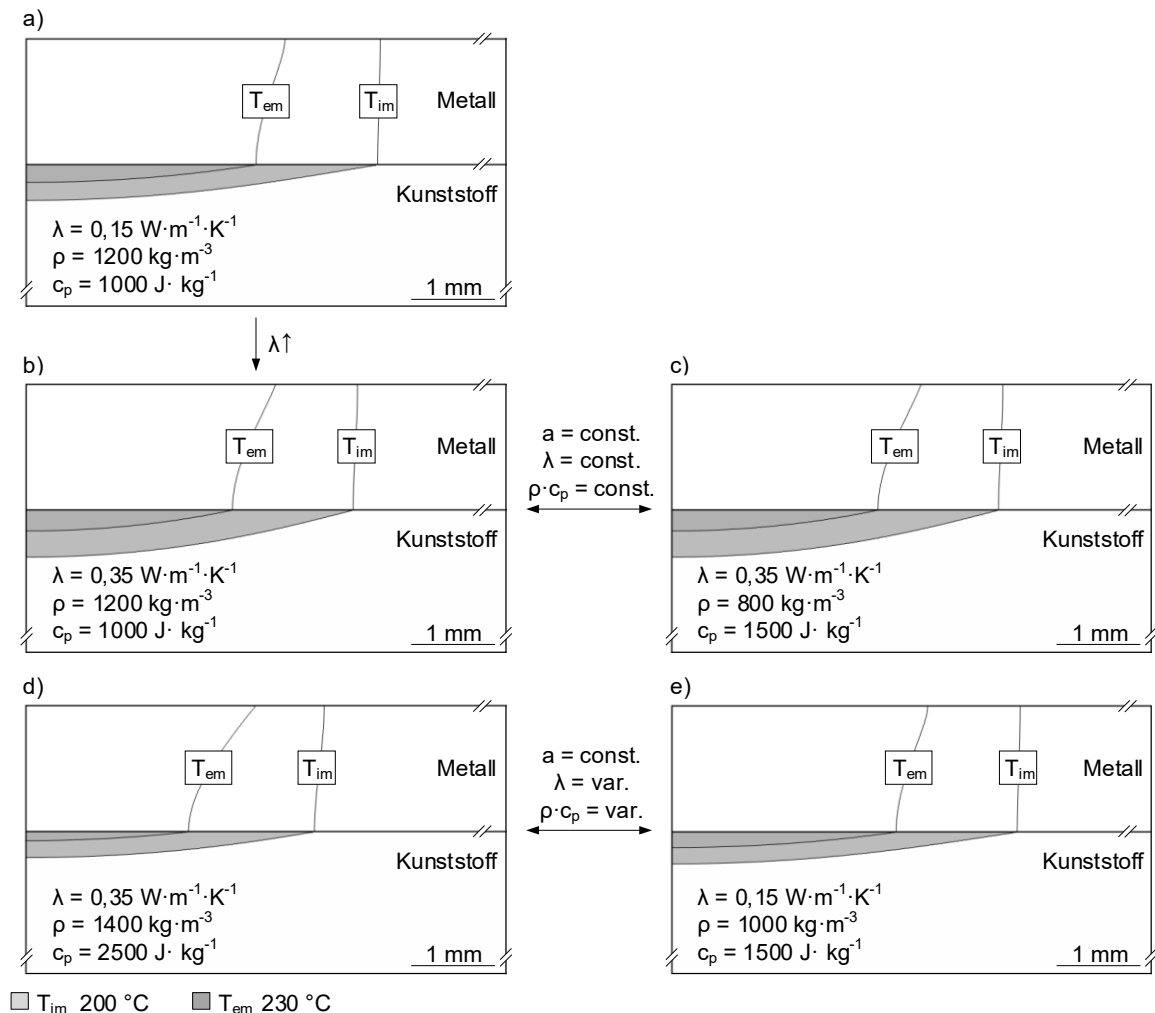 a)
T_em
T_im
Metall
Kunststoff
λ = 0,15 W·m⁻¹·K⁻¹
ρ = 1200 kg·m⁻³
c_p = 1000 J· kg⁻¹
1 mm
λ↑
b)
T_em
T_im
Metall
Kunststoff
λ = 0,35 W·m⁻¹·K⁻¹
ρ = 1200 kg·m⁻³
c_p = 1000 J· kg⁻¹
1 mm
a = const.
λ = const.
ρ·c_p = const.
c)
T_em
T_im
Metall
Kunststoff
λ = 0,35 W·m⁻¹·K⁻¹
ρ = 800 kg·m⁻³
c_p = 1500 J· kg⁻¹
1 mm
d)
T_em
T_im
Metall
Kunststoff
λ = 0,35 W·m⁻¹·K⁻¹
ρ = 1400 kg·m⁻³
c_p = 2500 J· kg⁻¹
1 mm
a = const.
λ = var.
ρ·c_p = var.
e)
T_em
T_im
Metall
Kunststoff
λ = 0,15 W·m⁻¹·K⁻¹
ρ = 1000 kg·m⁻³
c_p = 1500 J· kg⁻¹
1 mm
T_im 200 °C T_em 230 °C